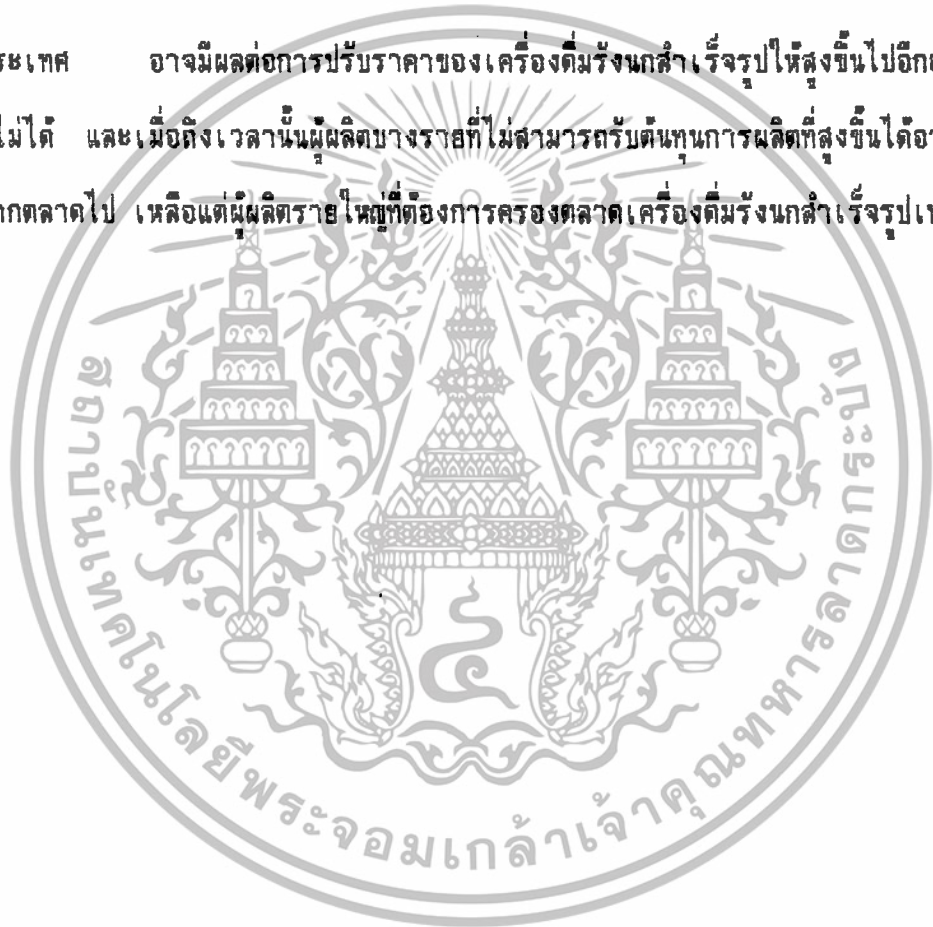 ระเทศ อาจมีผลต่อการปรับราคาของเครื่องดื่มรังนกสำเร็จรูปให้สูงขึ้นไปอีก
ไม่ได้ และเมื่อถึงเวลานั้นผู้ผลิตบางรายที่ไม่สามารถรับต้นทุนการผลิตที่สูงขึ้นได้อา
กตลาดไป เหลือแต่ผู้ผลิตรายใหญ่ที่ต้องการครองตลาดเครื่องดื่มรังนกสำเร็จรูปเ
สถาบันเทคโนโลยีพระจอมเกล้าเจ้าคุณทหารลาดกระบัง